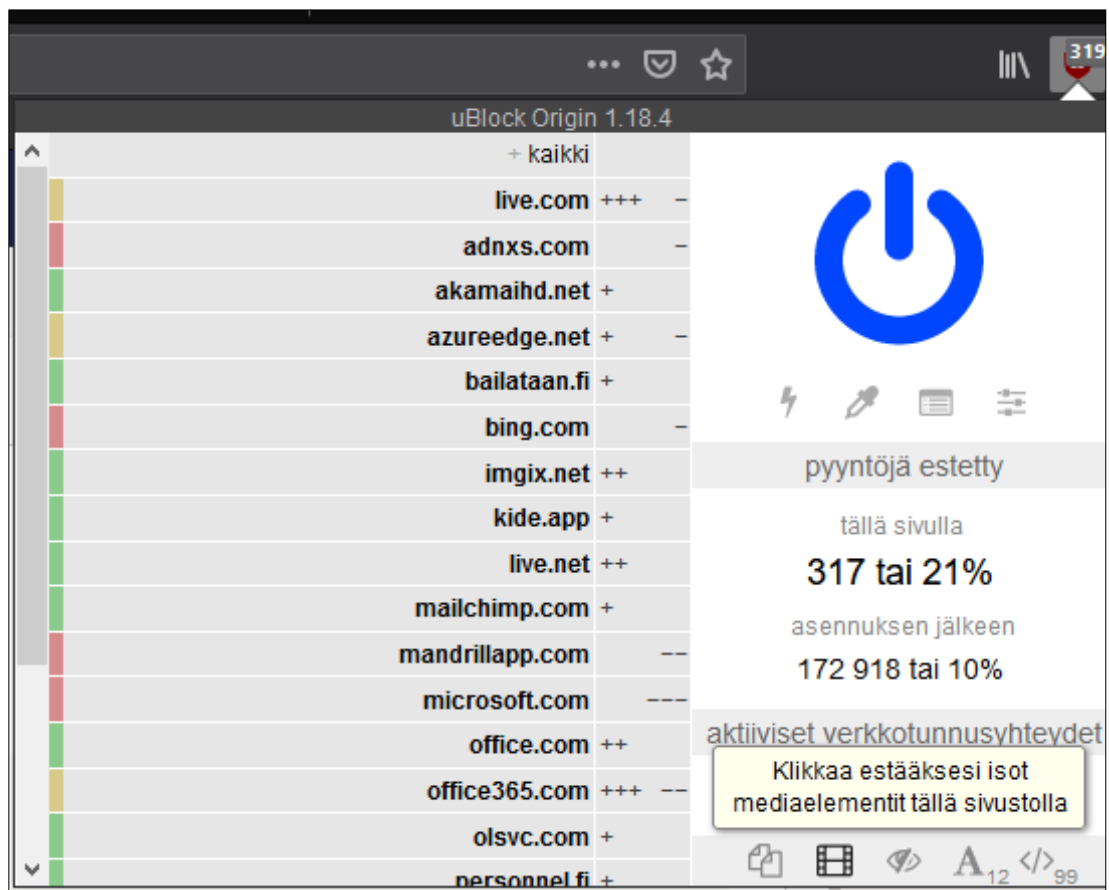 319
uBlock Origin 1.18.4
+ kaikki
live.com +++ −
adnxs.com −
akamaihd.net +
azureedge.net + −
bailataan.fi +
bing.com −
imgix.net ++
kide.app +
live.net ++
mailchimp.com +
mandrillapp.com −−
microsoft.com −−−
office.com ++
office365.com +++ −−
olsvc.com +
personnel.fi +
pyyntöjä estetty
tällä sivulla
317 tai 21%
asennuksen jälkeen
172 918 tai 10%
aktiiviset verkkotunnusyhteydet
Klikkaa estääksesi isot
mediaelementit tällä sivustolla
A 12 </> 99